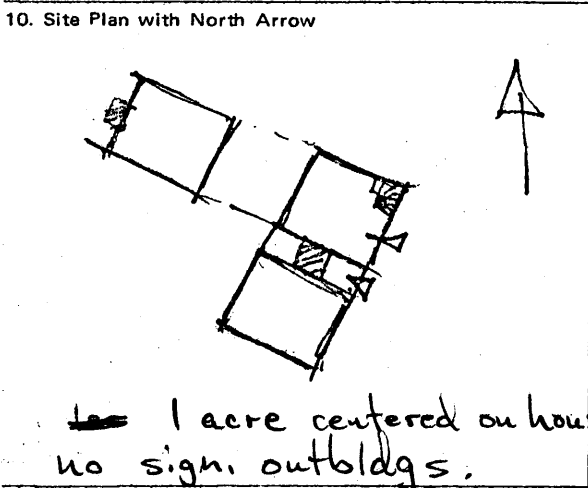 10. Site Plan with North Arrow
1 acre centered on hou
no sign. outbldgs.